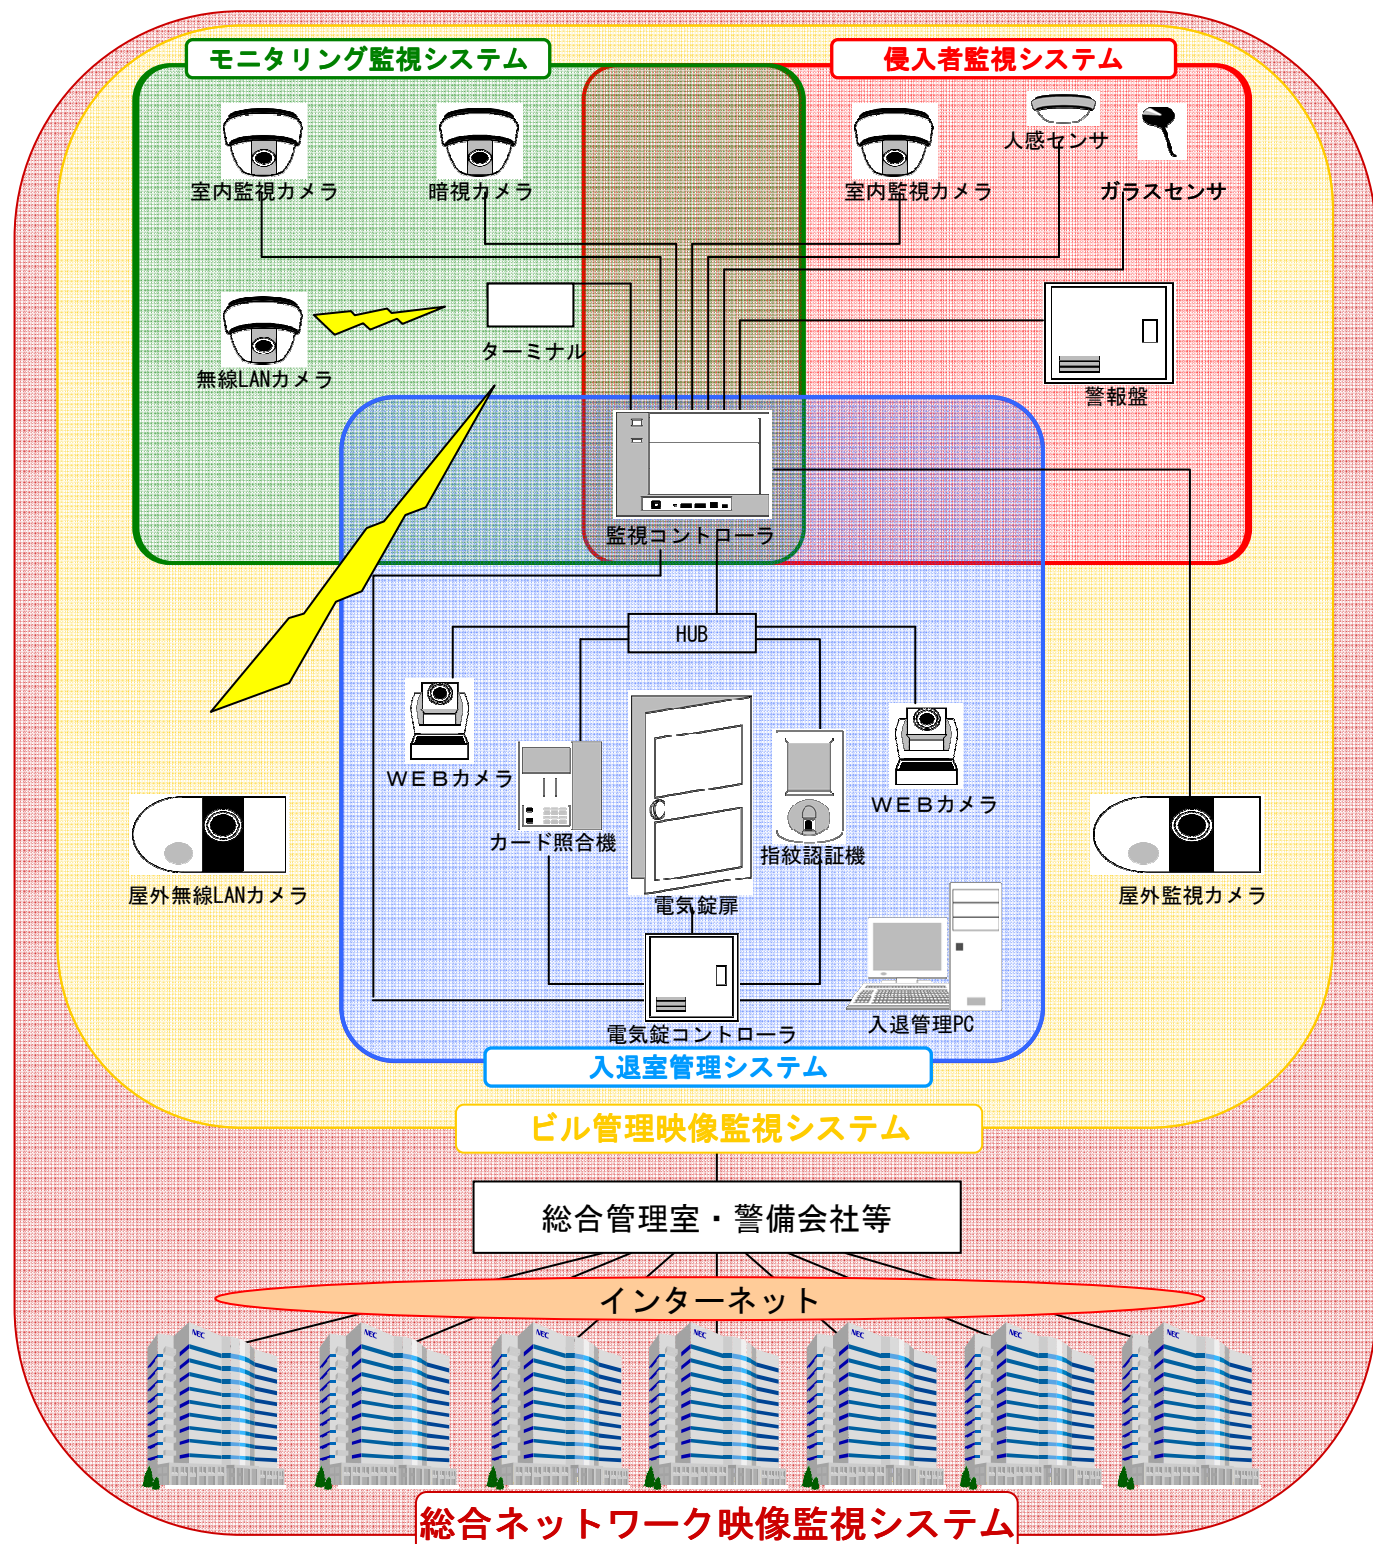 モニタリング監視システム
侵入者監視システム
人感センサ
室内監視カメラ
暗視カメラ
室内監視カメラ
ガラスセンサ
ターミナル
無線LANカメラ
警報盤
監視コントローラ
HUB
WEBカメラ
WEBカメラ
カード照合機
指紋認証機
屋外無線LANカメラ
電気錠扉
屋外監視カメラ
入退管理PC
電気錠コントローラ
入退室管理システム
ビル管理映像監視システム
総合管理室・警備会社等
インターネット
NEC
NEC
NEC
NEC
NEC
NEC
NEC
総合ネットワーク映像監視システム